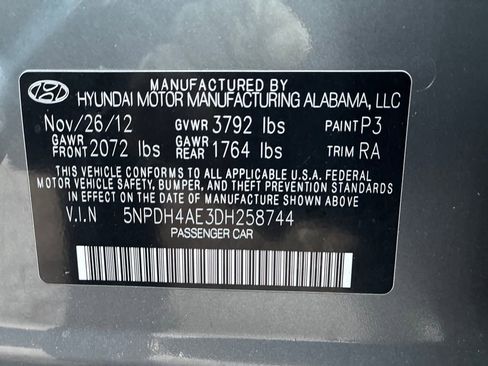 MANUFACTURED BY
HYUNDAI MOTOR MANUFACTURING ALABAMA, LLC
Nov/26/12 GVWR 3792 lbs PAINT P3
GAWR FRONT 2072 lbs GAWR REAR 1764 lbs TRIM RA
THIS VEHICLE CONFORMS TO ALL APPLICABLE U.S.A. FEDERAL
MOTOR VEHICLE SAFETY, BUMPER, AND THEFT PREVENTION STANDARDS
IN EFFECT ON THE DATE OF MANUFACTURE SHOWN ABOVE.
V.I.N 5NPDH4AE3DH258744
PASSENGER CAR